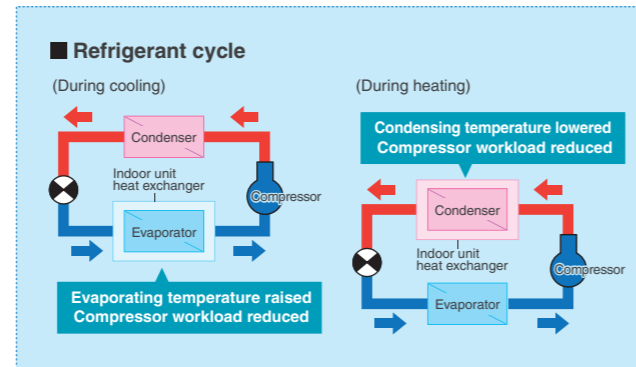 Refrigerant cycle
(During cooling)
Condenser
Indoor unit
heat exchanger
Compressor
Evaporator
Evaporating temperature raised
Compressor workload reduced
(During heating)
Condensing temperature lowered
Compressor workload reduced
Condenser
Indoor unit
heat exchanger
Compressor
Evaporator